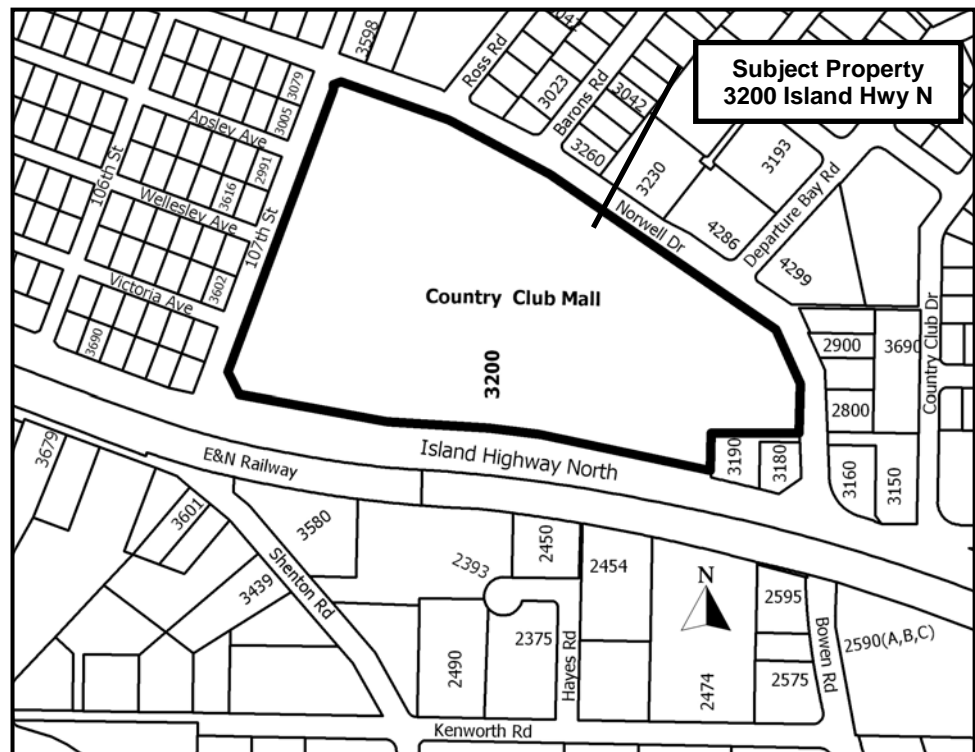 3598
3041
Ross Rd
3023
Barons Rd
3042
3260
Subject Property
3200 Island Hwy N
3079
3005
Apsley Ave
2991
3616
106th St
Wellesley Ave
107th St
3602
Victoria Ave
3690
3230
3193
Norwell Dr
4286
Departure Bay Rd
4299
Country Club Mall
3200
2900
3690
Country Club Dr
2800
Island Highway North
3190
3180
3160
3150
3679
E&N Railway
3601
3580
Shenton Rd
3439
2450
2393
2454
N
2595
2590(A,B,C)
Bowen Rd
2375
Hayes Rd
2490
2474
2575
Kenworth Rd